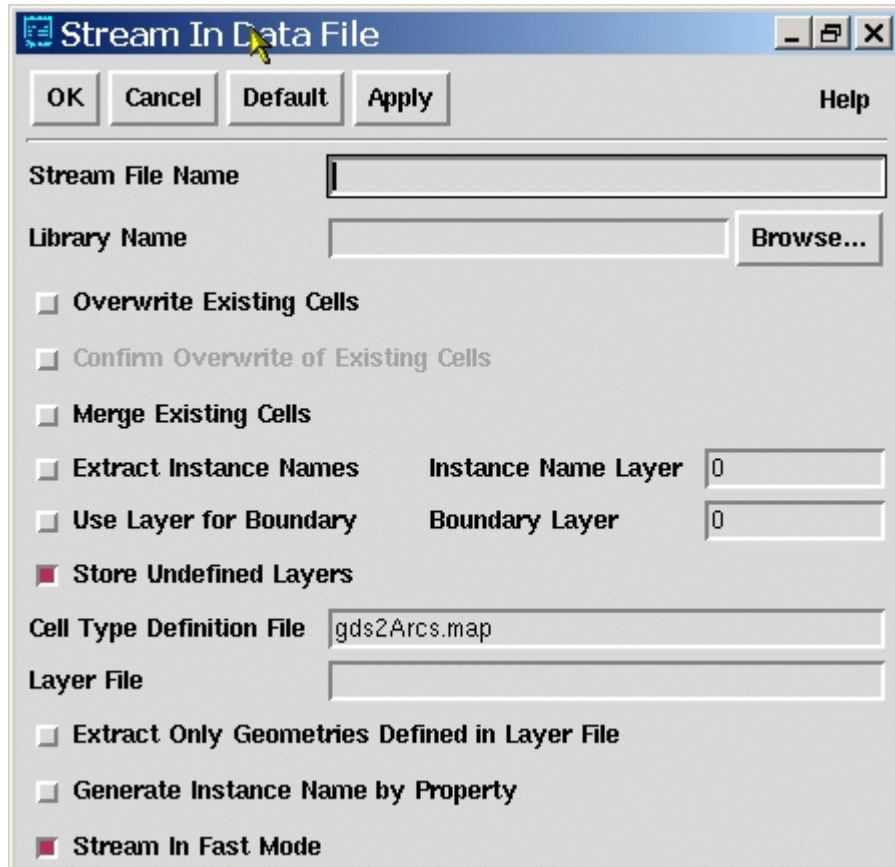 Stream In Data File
OK Cancel Default Apply Help
Stream File Name
Library Name Browse...
Overwrite Existing Cells
Confirm Overwrite of Existing Cells
Merge Existing Cells
Extract Instance Names Instance Name Layer 0
Use Layer for Boundary Boundary Layer 0
Store Undefined Layers
Cell Type Definition File gds2Arcs.map
Layer File
Extract Only Geometries Defined in Layer File
Generate Instance Name by Property
Stream In Fast Mode